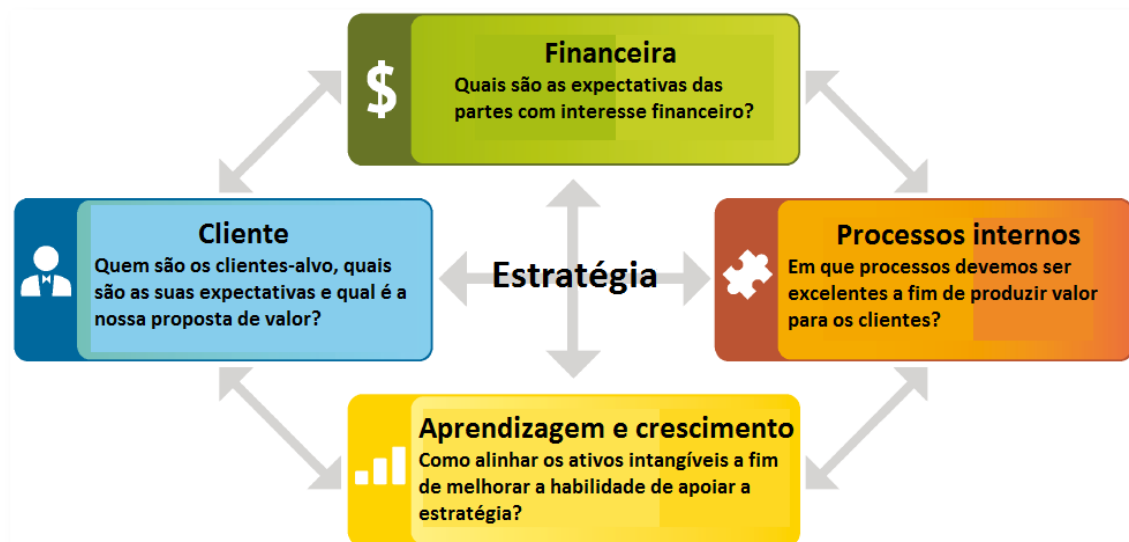 $
Financeira
Quais são as expectativas das
partes com interesse financeiro?
Cliente
Quem são os clientes-alvo, quais
são as suas expectativas e qual é a
nossa proposta de valor?
Estratégia
Processos internos
Em que processos devemos ser
excelentes a fim de produzir valor
para os clientes?
Aprendizagem e crescimento
Como alinhar os ativos intangíveis a fim
de melhorar a habilidade de apoiar a
estratégia?